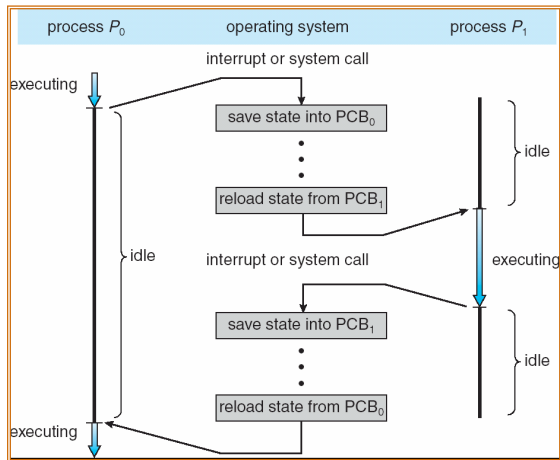 process P₀ operating system process P₁
interrupt or system call
executing
save state into PCB₀
idle
reload state from PCB₁
idle
interrupt or system call
executing
save state into PCB₁
idle
reload state from PCB₀
executing